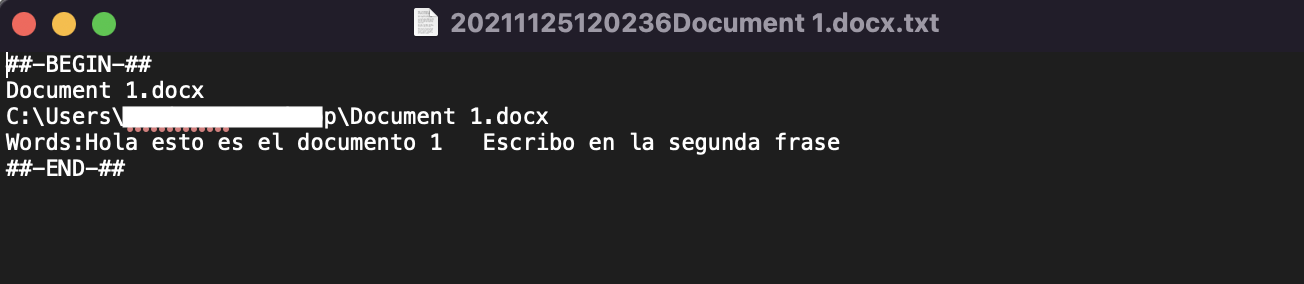 20211125120236Document 1.docx.txt
##-BEGIN-##
Document 1.docx
C:\Users\p\Document 1.docx
Words:Hola esto es el documento 1   Escribo en la segunda frase
##-END-##